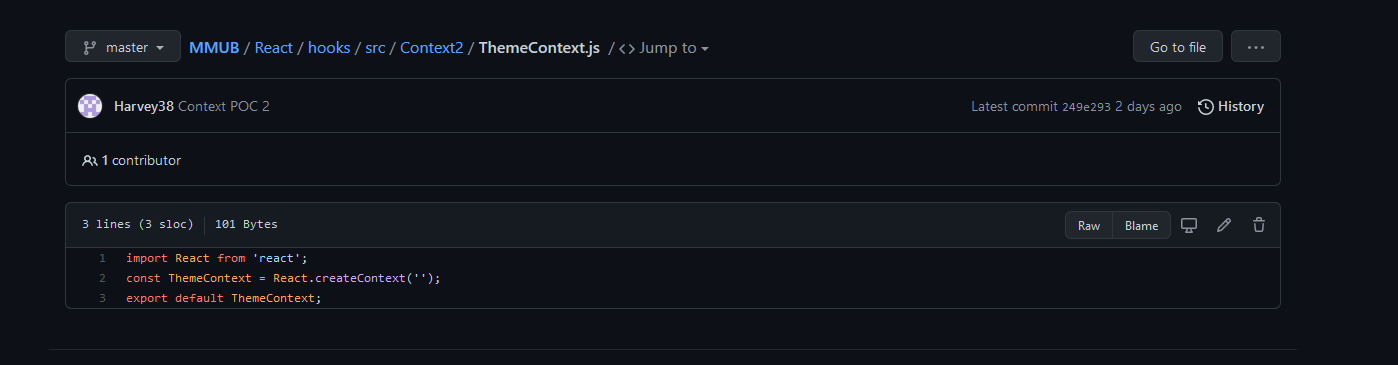 master MMUB / React / hooks / src / Context2 / ThemeContext.js / <> Jump to Go to file ...
Harvey38 Context POC 2 Latest commit 249e293 2 days ago History
1 contributor
3 lines (3 sloc) 101 Bytes Raw Blame
1 import React from 'react';
2 const ThemeContext = React.createContext('');
3 export default ThemeContext;